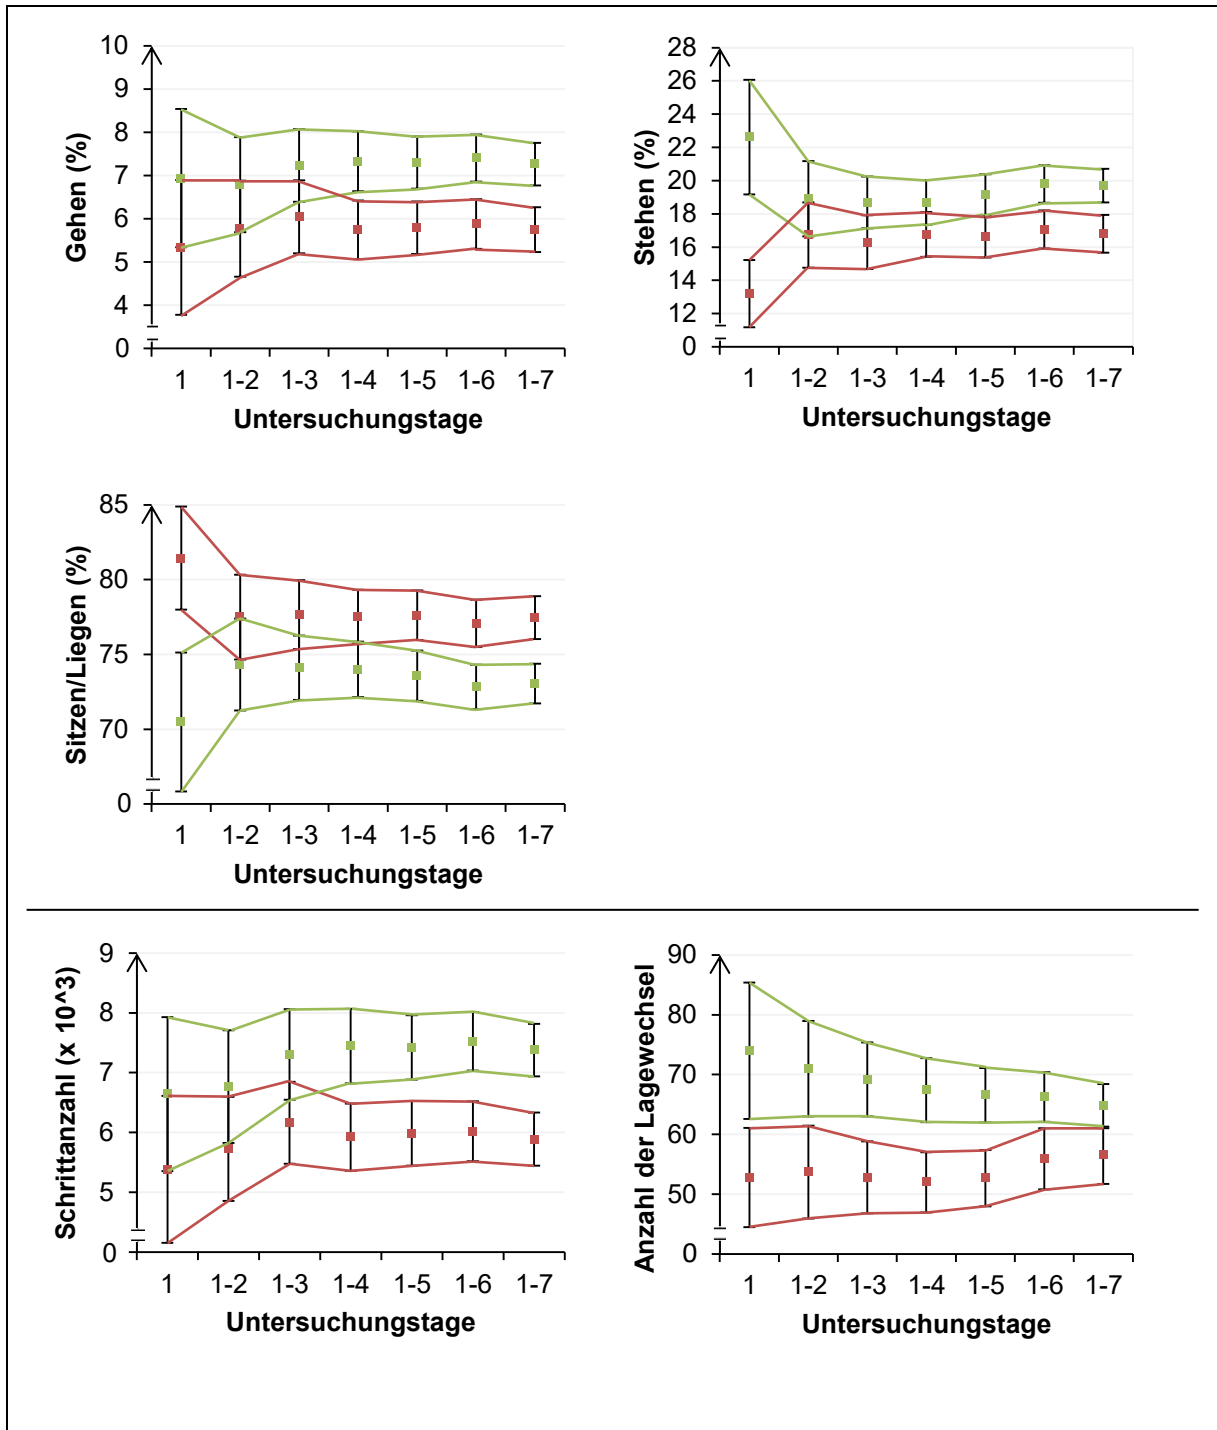 Gehen (%)
10
9
8
7
6
5
4
0
1 1-2 1-3 1-4 1-5 1-6 1-7
Untersuchungstage
Stehen (%)
28
26
24
22
20
18
16
14
12
0
1 1-2 1-3 1-4 1-5 1-6 1-7
Untersuchungstage
Sitzen/Liegen (%)
85
80
75
70
0
1 1-2 1-3 1-4 1-5 1-6 1-7
Untersuchungstage
Schrittanzahl (x 10^3)
9
8
7
6
5
0
1 1-2 1-3 1-4 1-5 1-6 1-7
Untersuchungstage
Anzahl der Lagewechsel
90
80
70
60
50
0
1 1-2 1-3 1-4 1-5 1-6 1-7
Untersuchungstage